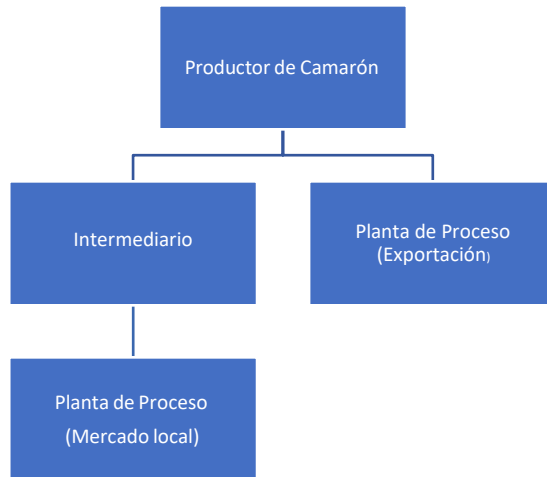 Productor de Camarón
Intermediario
Planta de Proceso
(Exportación)
Planta de Proceso
(Mercado local)